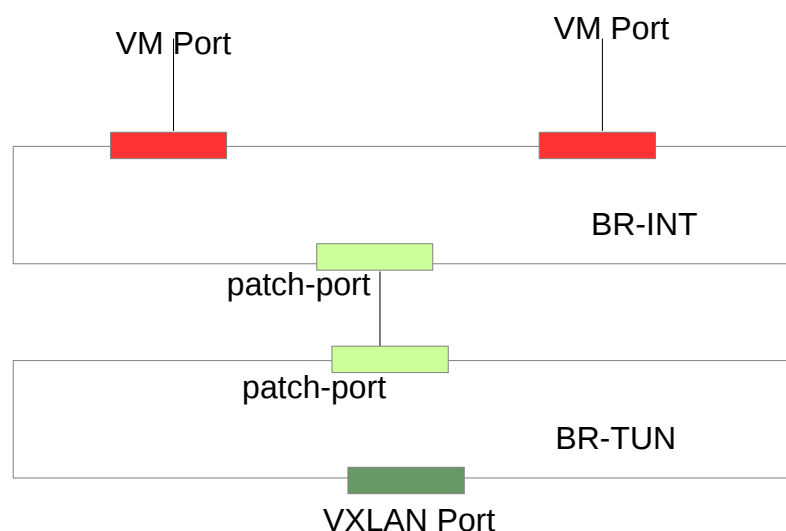 VM Port
VM Port
BR-INT
patch-port
patch-port
BR-TUN
VXLAN Port